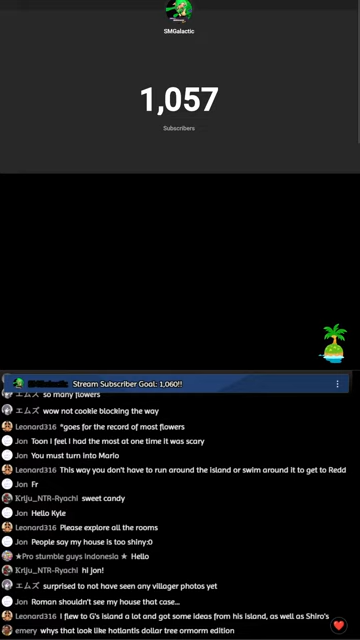 SMGalactic
1,057
Subscribers
SMGalactic Stream Subscriber Goal: 1,060!!
エムズ so many flowers
エムズ wow not cookie blocking the way
Leonard316 *goes for the record of most flowers
Jon Toon I feel I had the most at one time it was scary
Jon You must turn into Mario
Leonard316 This way you don't have to run around the island or swim around it to get to Redd
Jon Fr
Kriju_NTR-Ryachi sweet candy
Jon Hello Kyle
Leonard316 Please explore all the rooms
Jon People say my house is too shiny:0
★Pro stumble guys indonesia ★ Hello
Kriju_NTR-Ryachi hi jon!
エムズ surprised to not have seen any villager photos yet
Jon Roman shouldn't see my house that case...
Leonard316 I flew to G's island a lot and got some ideas from his island, as well as Shiro's
emery whys that look like hotlantis dollar tree ormorm edition